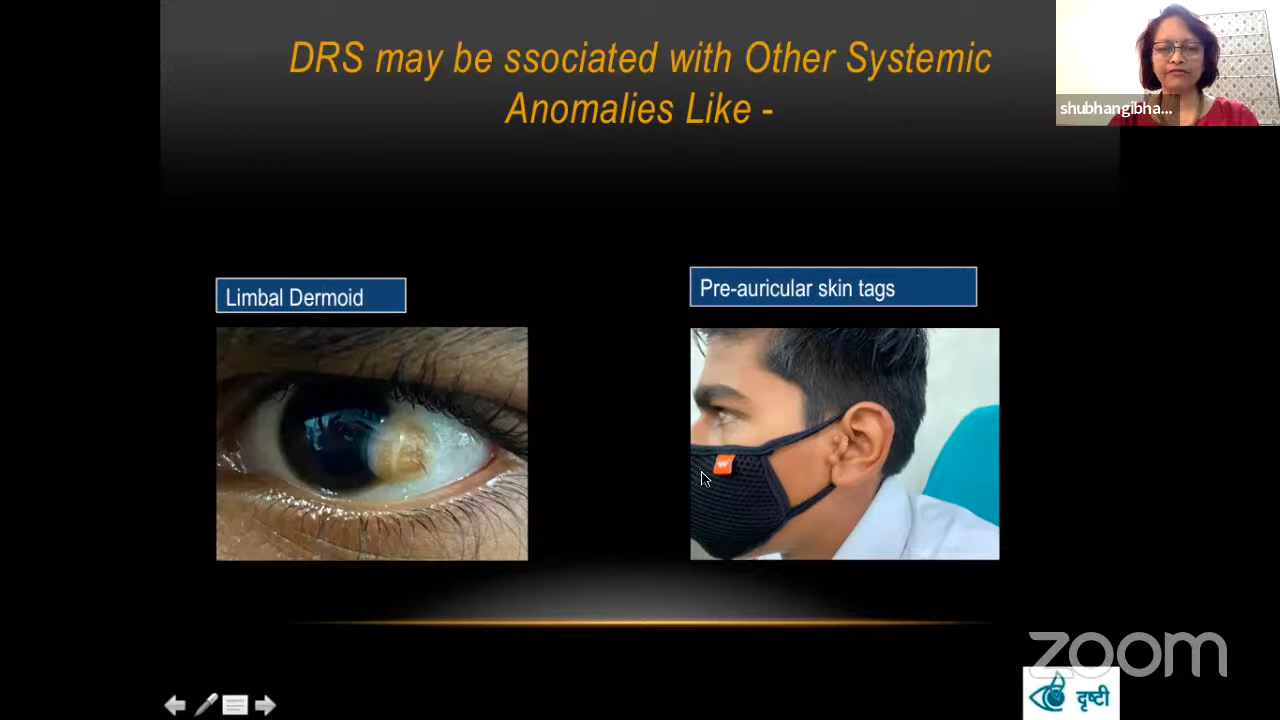 DRS may be ssociated with Other Systemic
Anomalies Like -
shubhangibha...
Limbal Dermoid
Pre-auricular skin tags
zoom
दृष्टी